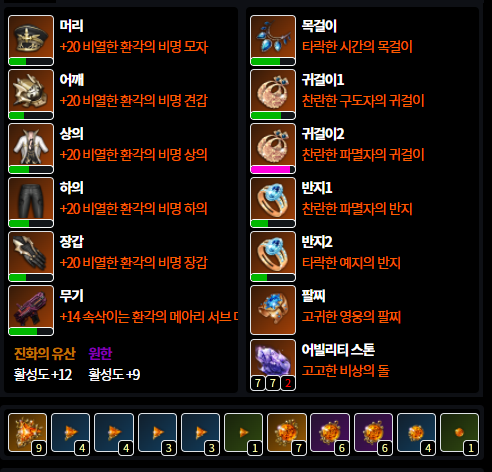 머리
+20 비열한 환각의 비명 모자
어깨
+20 비열한 환각의 비명 견갑
상의
+20 비열한 환각의 비명 상의
하의
+20 비열한 환각의 비명 하의
장갑
+20 비열한 환각의 비명 장갑
무기
+14 속삭이는 환각의 메아리 서브
진화의 유산 원한
활성도 +12 활성도 +9
목걸이
타락한 시간의 목걸이
귀걸이1
찬란한 구도자의 귀걸이
귀걸이2
찬란한 파멸자의 귀걸이
반지1
찬란한 파멸자의 반지
반지2
타락한 예지의 반지
팔찌
고귀한 영웅의 팔찌
어빌리티 스톤
고고한 비상의 돌
7 7 2
9 4 4 3 3 1 7 6 6 4 1